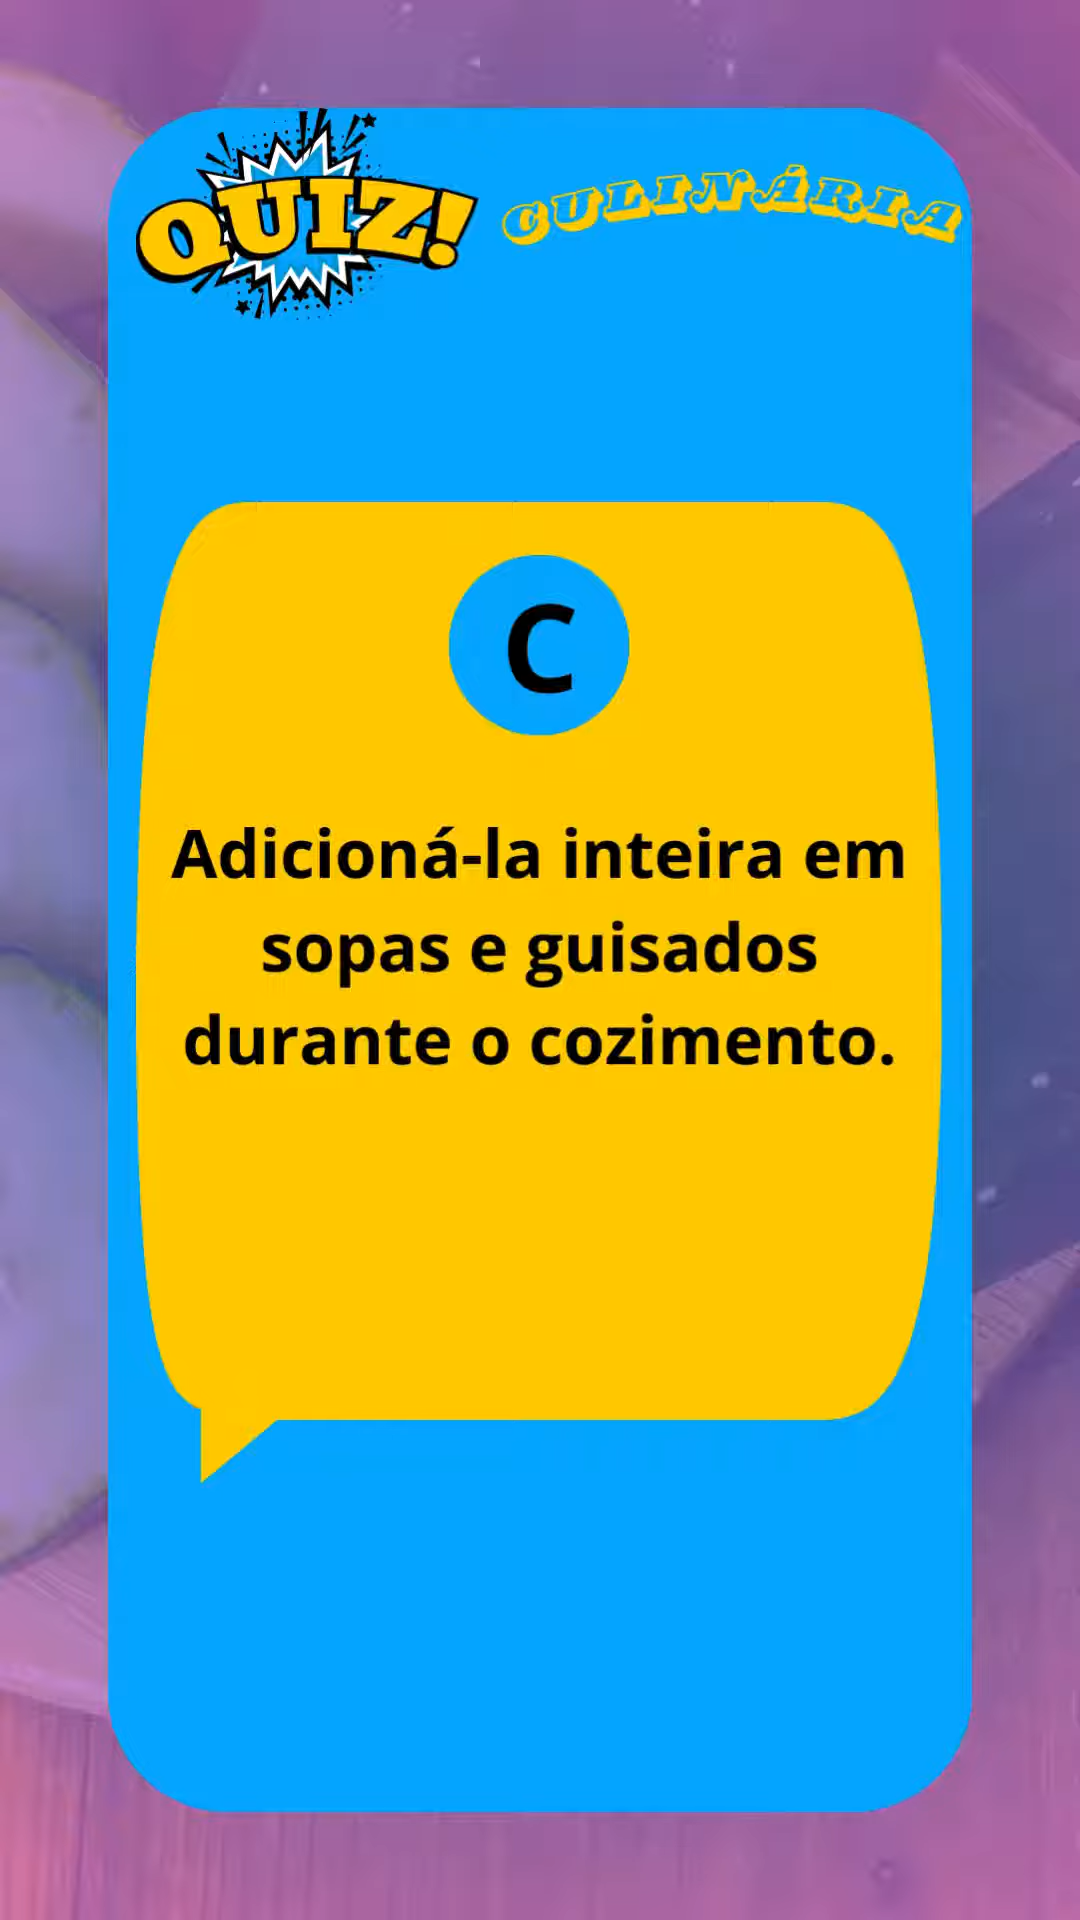 QUIZ!
CULINÁRIA
C
Adicioná-la inteira em
sopas e guisados
durante o cozimento.